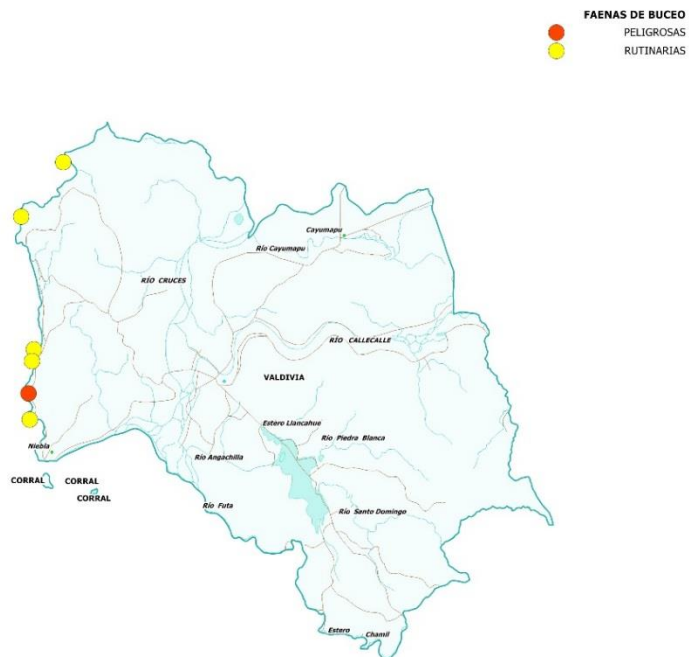 FAENAS DE BUCEO
PELIGROSAS
RUTINARIAS
Cayumapu
Río Cayumapu
RÍO CRUCES
RÍO CALLECALLE
VALDIVIA
Estero Llancahue
Río Piedra Blanca
Niebla
Río Angachilla
CORRAL
CORRAL
CORRAL
Río Futa
Río Santo Domingo
Estero Chamil